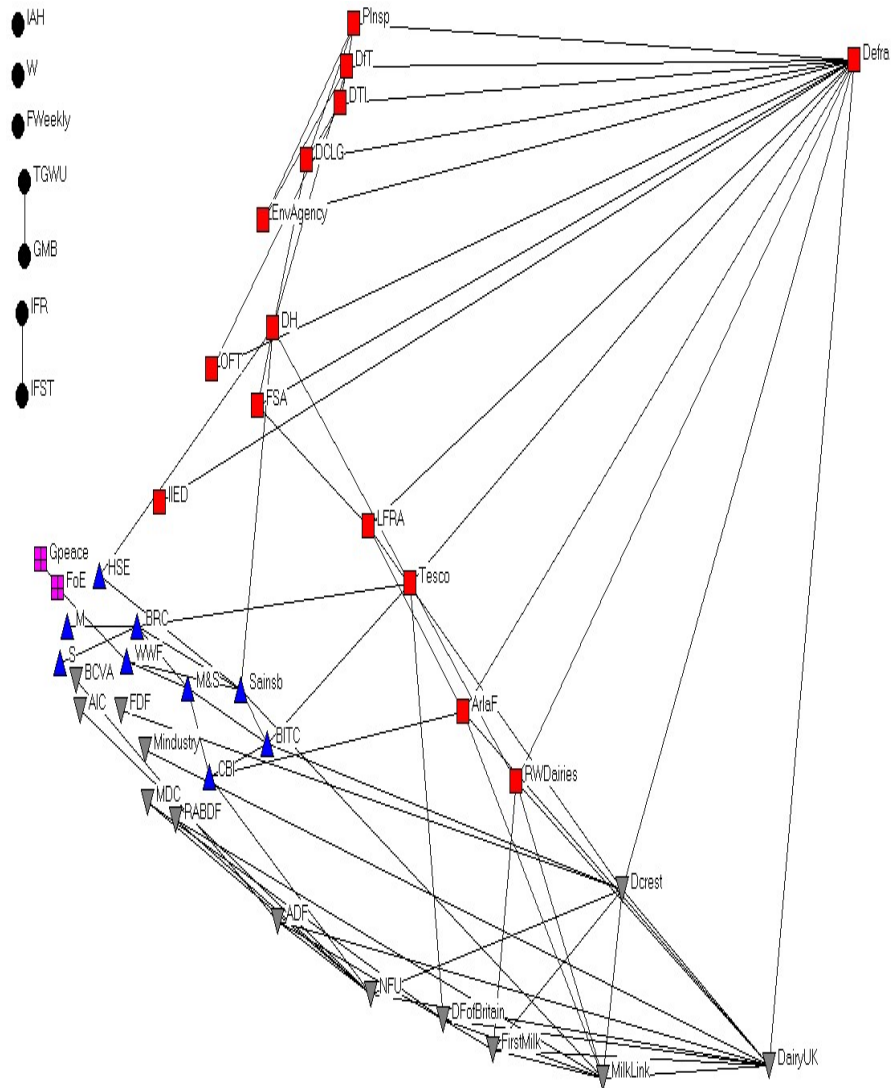 IAH
PInsp
Defra
DfT
W
DTI
FWeekly
DCLG
TGWU
EnvAgency
GMB
IFR
DH
OFT
IFST
FSA
IIED
LFRA
Gpeace
HSE
Tesco
FoE
M
BRC
S
WWF
BCVA
M&S
Sainsb
AIC
FDF
ArlaF
Mindustry
BITC
CBI
RWDairies
MDC
RABDF
Dcrest
ADF
NFU
DFofBritain
FirstMilk
DairyUK
MilkLink